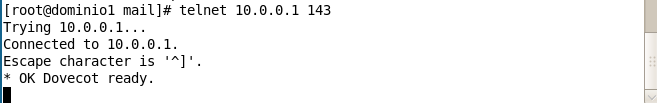 [root@dominio1 mail]# telnet 10.0.0.1 143
Trying 10.0.0.1...
Connected to 10.0.0.1.
Escape character is '^]'.
* OK Dovecot ready.